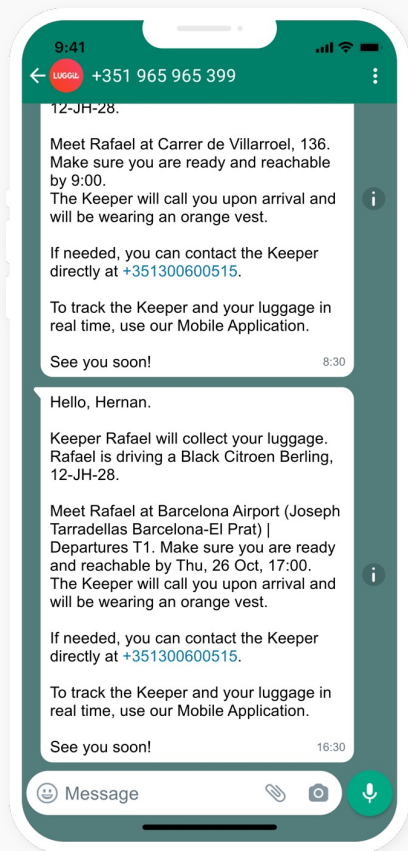 9:41
LUGGit
+351 965 965 399
12-JH-28.
Meet Rafael at Carrer de Villarroel, 136.
Make sure you are ready and reachable
by 9:00.
The Keeper will call you upon arrival and
will be wearing an orange vest.
If needed, you can contact the Keeper
directly at +351300600515.
To track the Keeper and your luggage in
real time, use our Mobile Application.
See you soon!
8:30
Hello, Hernan.
Keeper Rafael will collect your luggage.
Rafael is driving a Black Citroen Berling,
12-JH-28.
Meet Rafael at Barcelona Airport (Joseph
Tarradellas Barcelona-El Prat) |
Departures T1. Make sure you are ready
and reachable by Thu, 26 Oct, 17:00.
The Keeper will call you upon arrival and
will be wearing an orange vest.
If needed, you can contact the Keeper
directly at +351300600515.
To track the Keeper and your luggage in
real time, use our Mobile Application.
See you soon!
16:30
Message